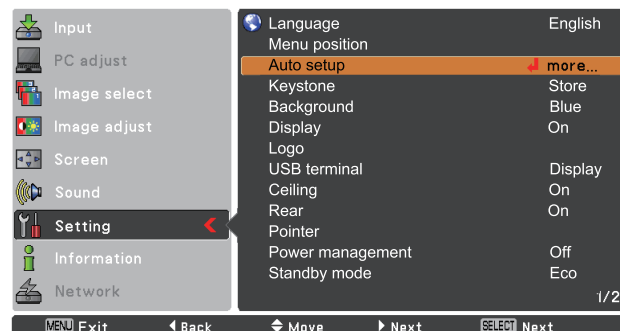 Input
PC adjust
Image select
Image adjust
Screen
Sound
Setting
Information
Network
Language English
Menu position
Auto setup more...
Keystone Store
Background Blue
Display On
Logo
USB terminal Display
Ceiling On
Rear On
Pointer
Power management Off
Standby mode Eco
1/2
MENU Exit Back Move Next SELECT Next